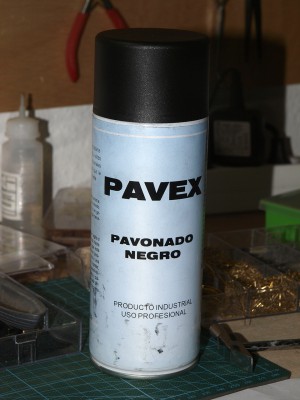 PAVEX
PAVONADO
NEGRO
PRODUCTO INDUSTRIAL
USO PROFESIONAL